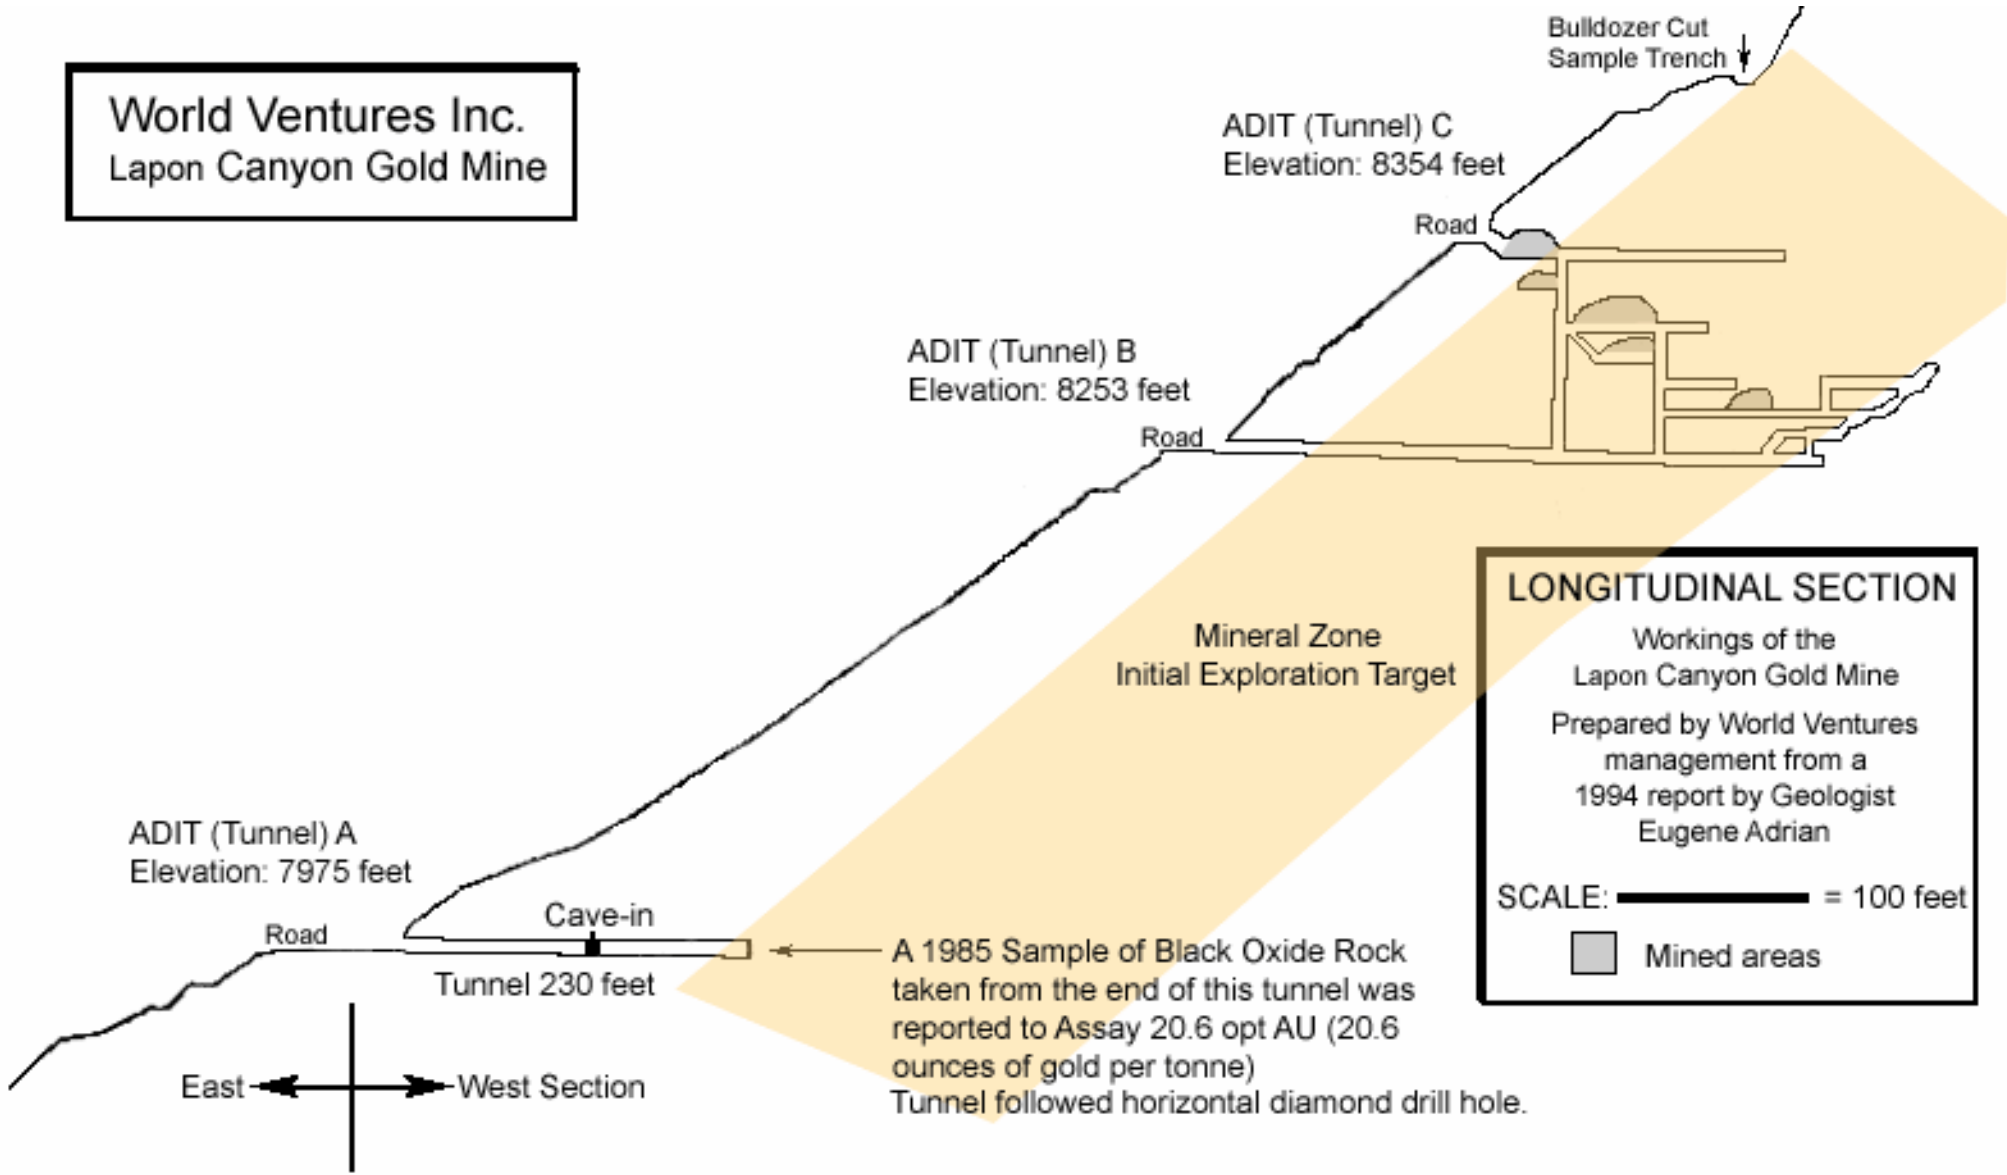 World Ventures Inc.
Lapon Canyon Gold Mine
Bulldozer Cut
Sample Trench
ADIT (Tunnel) C
Elevation: 8354 feet
Road
ADIT (Tunnel) B
Elevation: 8253 feet
Road
Mineral Zone
Initial Exploration Target
ADIT (Tunnel) A
Elevation: 7975 feet
Road
Cave-in
Tunnel 230 feet
A 1985 Sample of Black Oxide Rock
taken from the end of this tunnel was
reported to Assay 20.6 opt AU (20.6
ounces of gold per tonne)
Tunnel followed horizontal diamond drill hole.
East
West Section
LONGITUDINAL SECTION
Workings of the
Lapon Canyon Gold Mine
Prepared by World Ventures
management from a
1994 report by Geologist
Eugene Adrian
SCALE: = 100 feet
Mined areas